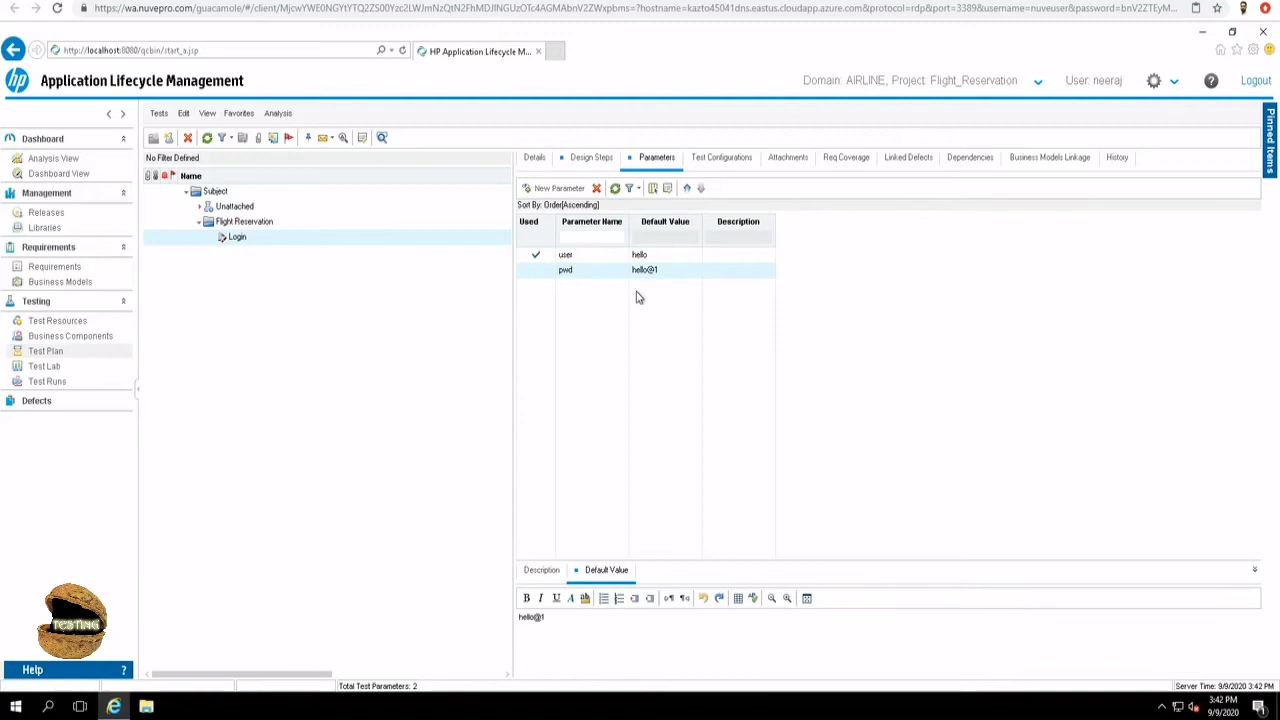 https://wa.nuvepro.com/guacamole/#/client/MjcwYWE0NGYtYTQ2ZS00Yzc2LWJmNzQtN2FhMDJINGUzOTc4AGMAbnV2ZWxpbms=?hostname=kazto45041dns.eastus.cloudapp.azure.com&protocol=rdp&port=3389&username=nuveuser&password=bnV2ZTEyM...
http://localhost:8080/qcbin/start_a.jsp
HP Application Lifecycle M...
hp Application Lifecycle Management
Domain: AIRLINE, Project: Flight_Reservation
User: neeraj
Logout
Pinned Items
Tests Edit View Favorites Analysis
Dashboard
Analysis View
Dashboard View
Management
Releases
Libraries
Requirements
Requirements
Business Models
Testing
Test Resources
Business Components
Test Plan
Test Lab
Test Runs
Defects
No Filter Defined
Name
Subject
Unattached
Flight Reservation
Login
Details Design Steps Parameters Test Configurations Attachments Req Coverage Linked Defects Dependencies Business Models Linkage History
New Parameter
Sort By: Order[Ascending]
Used Parameter Name Default Value Description
user hello
pwd hello@1
Description Default Value
B I U A ab
hello@1
TESTING
Help ?
Total Test Parameters: 2
Server Time: 9/9/2020 3:42 PM
3:42 PM
9/9/2020